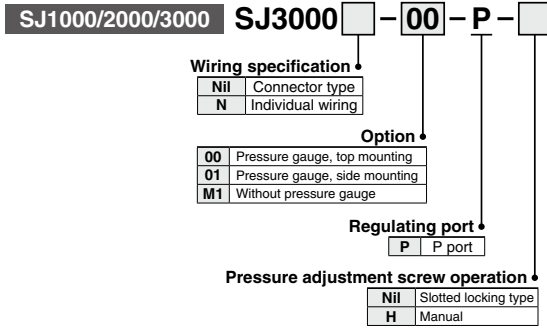 SJ1000/2000/3000 SJ3000 - 00 - P -
Wiring specification
Nil Connector type
N Individual wiring
Option
00 Pressure gauge, top mounting
01 Pressure gauge, side mounting
M1 Without pressure gauge
Regulating port
P P port
Pressure adjustment screw operation
Nil Slotted locking type
H Manual